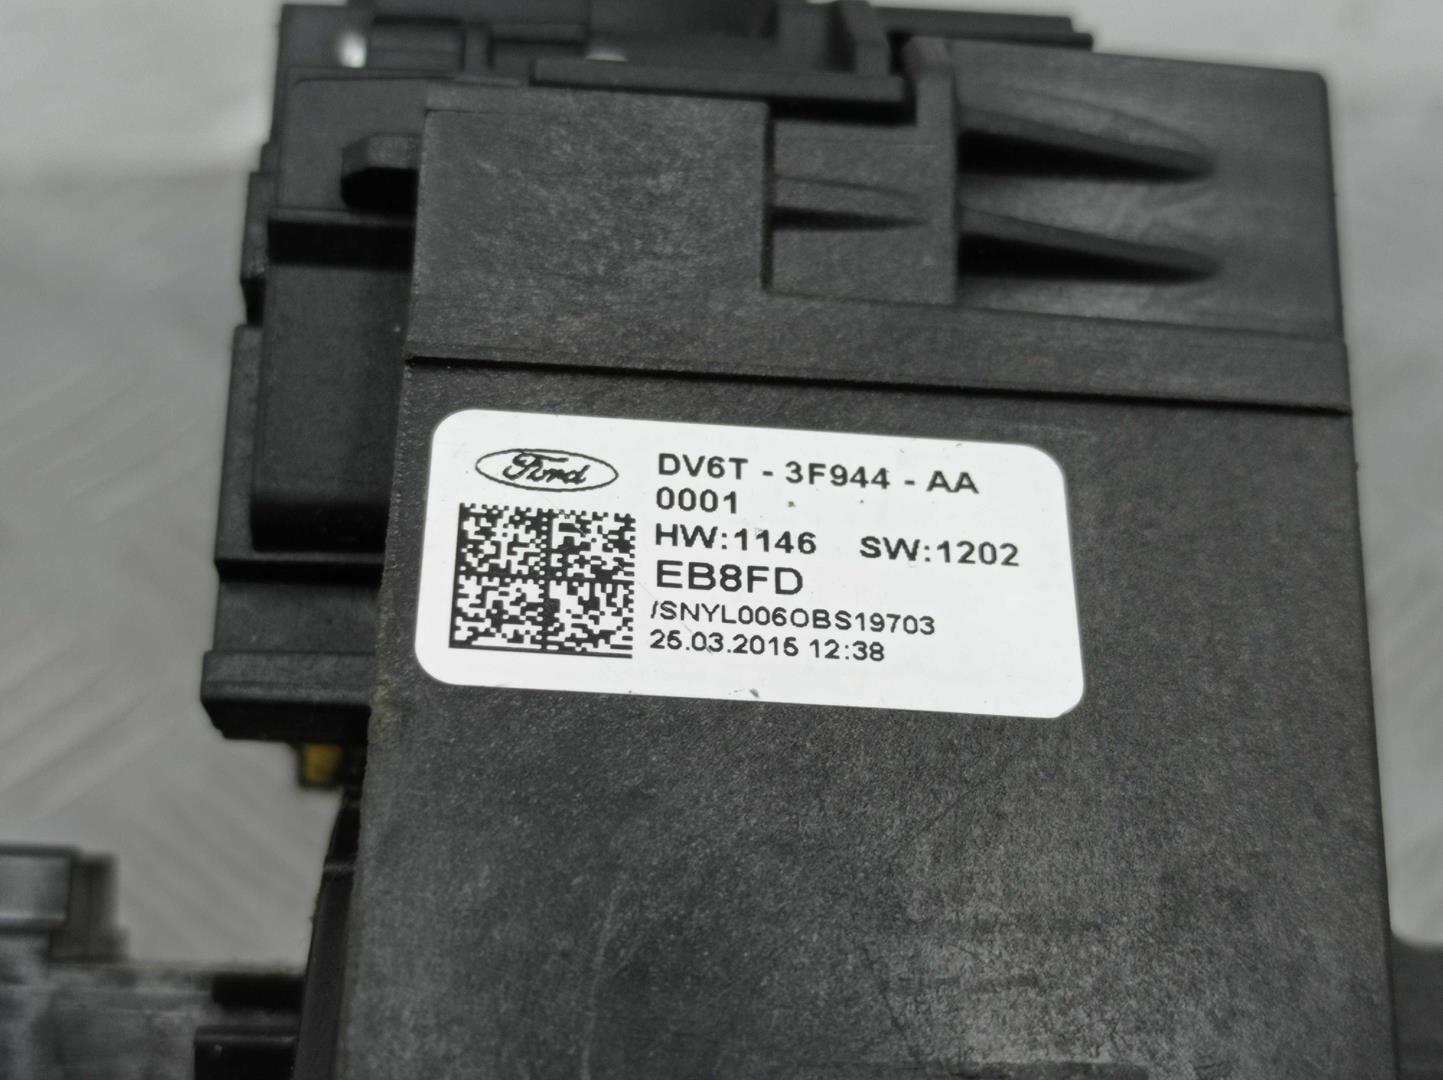 Ford
DV6T - 3F944 - AA
0001
HW:1146 SW:1202
EB8FD
/SNYL006OBS19703
25.03.2015 12:38